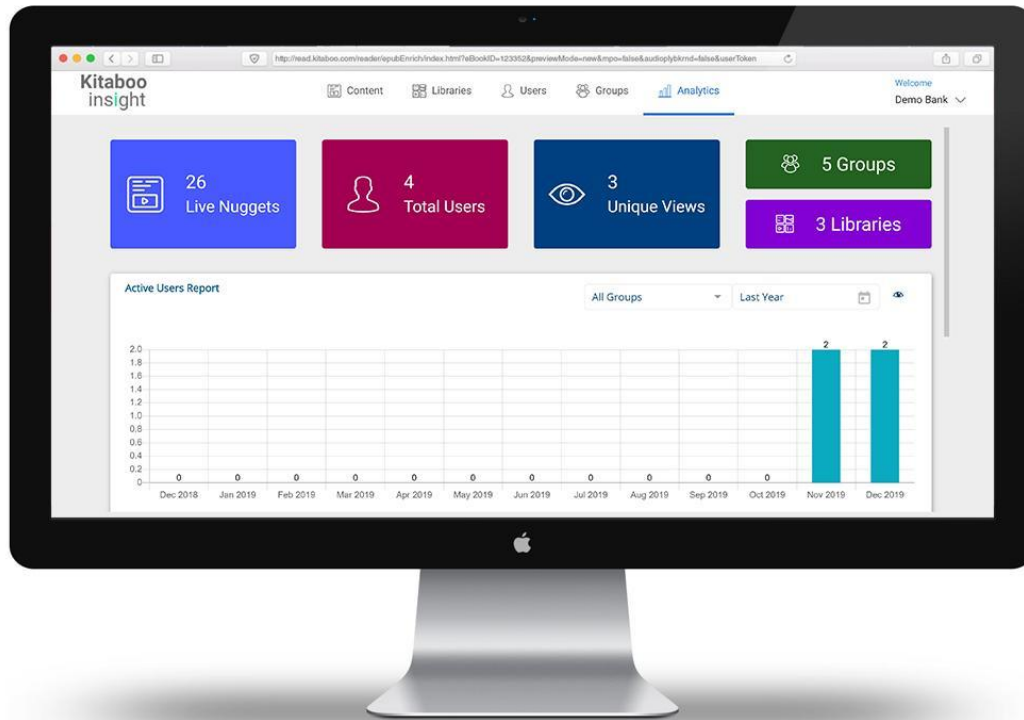 http://read.kitaboo.com/reader/epubEnrich/index.html?eBookID=123352&previewMode=new&mpo=false&audioplybkrnd=false&userToken
Kitaboo
insight
Content
Libraries
Users
Groups
Analytics
Welcome
Demo Bank
26
Live Nuggets
4
Total Users
3
Unique Views
5 Groups
3 Libraries
Active Users Report
All Groups
Last Year
2.0
1.8
1.6
1.4
1.2
1.0
0.8
0.6
0.4
0.2
0
0 0 0 0 0 0 0 0 0 0 0 2 2
Dec 2018 Jan 2019 Feb 2019 Mar 2019 Apr 2019 May 2019 Jun 2019 Jul 2019 Aug 2019 Sep 2019 Oct 2019 Nov 2019 Dec 2019